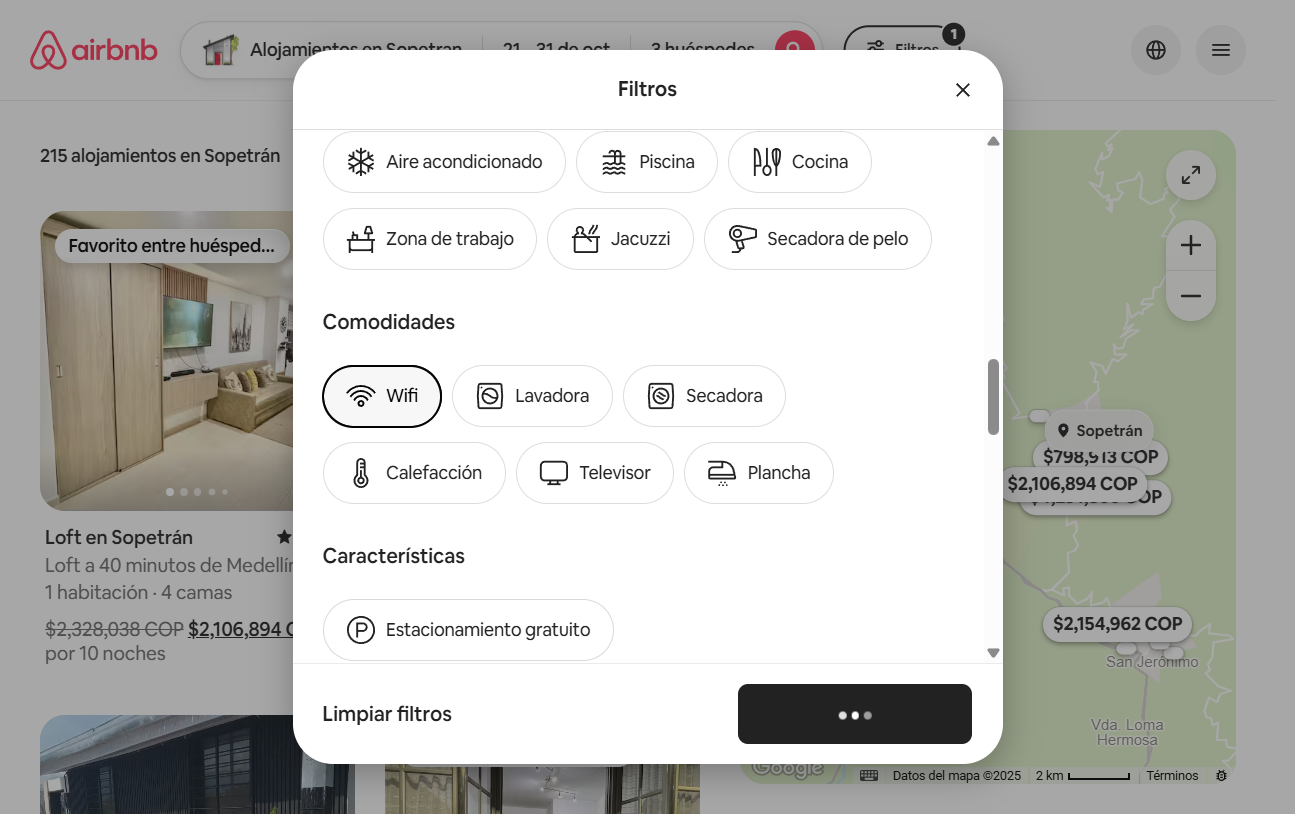 airbnb
Alojamientos en Sopetran
21 – 31 de oct
3 huéspedes
Filtros
1
Filtros
215 alojamientos en Sopetrán
Aire acondicionado
Piscina
Cocina
Favorito entre huésped...
Zona de trabajo
Jacuzzi
Secadora de pelo
Comodidades
Wifi
Lavadora
Secadora
Calefacción
Televisor
Plancha
Características
Estacionamiento gratuito
Limpiar filtros
Loft en Sopetrán
Loft a 40 minutos de Medellín
1 habitación · 4 camas
$2,328,038 COP $2,106,894 C
por 10 noches
Sopetrán
$798,913 COP
$2,106,894 COP
OP
$2,154,962 COP
San Jerónimo
Vda. Loma
Hermosa
Google
Datos del mapa ©2025
2 km
Términos